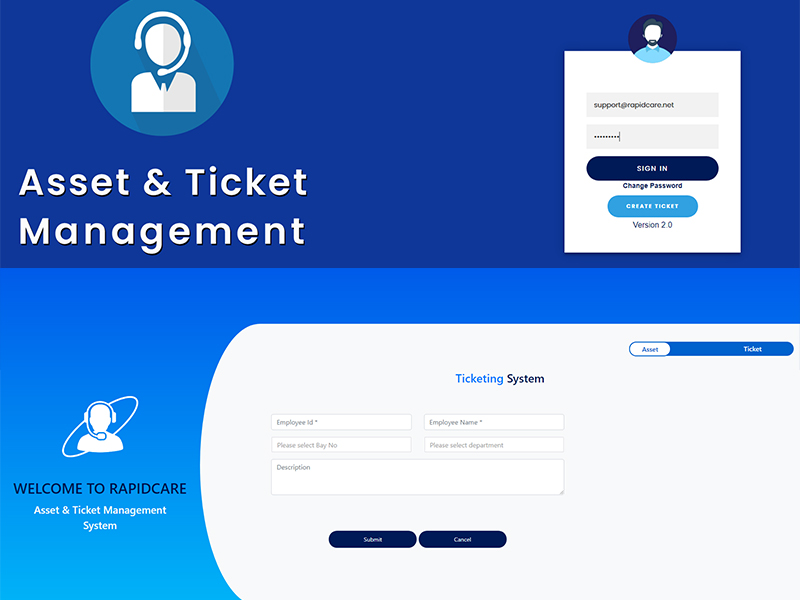 Asset & Ticket
Management
support@rapidcare.net
•••••••••
SIGN IN
Change Password
CREATE TICKET
Version 2.0
Asset
Ticket
Ticketing System
Employee Id *
Employee Name *
Please select Bay No
Please select department
Description
Submit
Cancel
WELCOME TO RAPIDCARE
Asset & Ticket Management
System